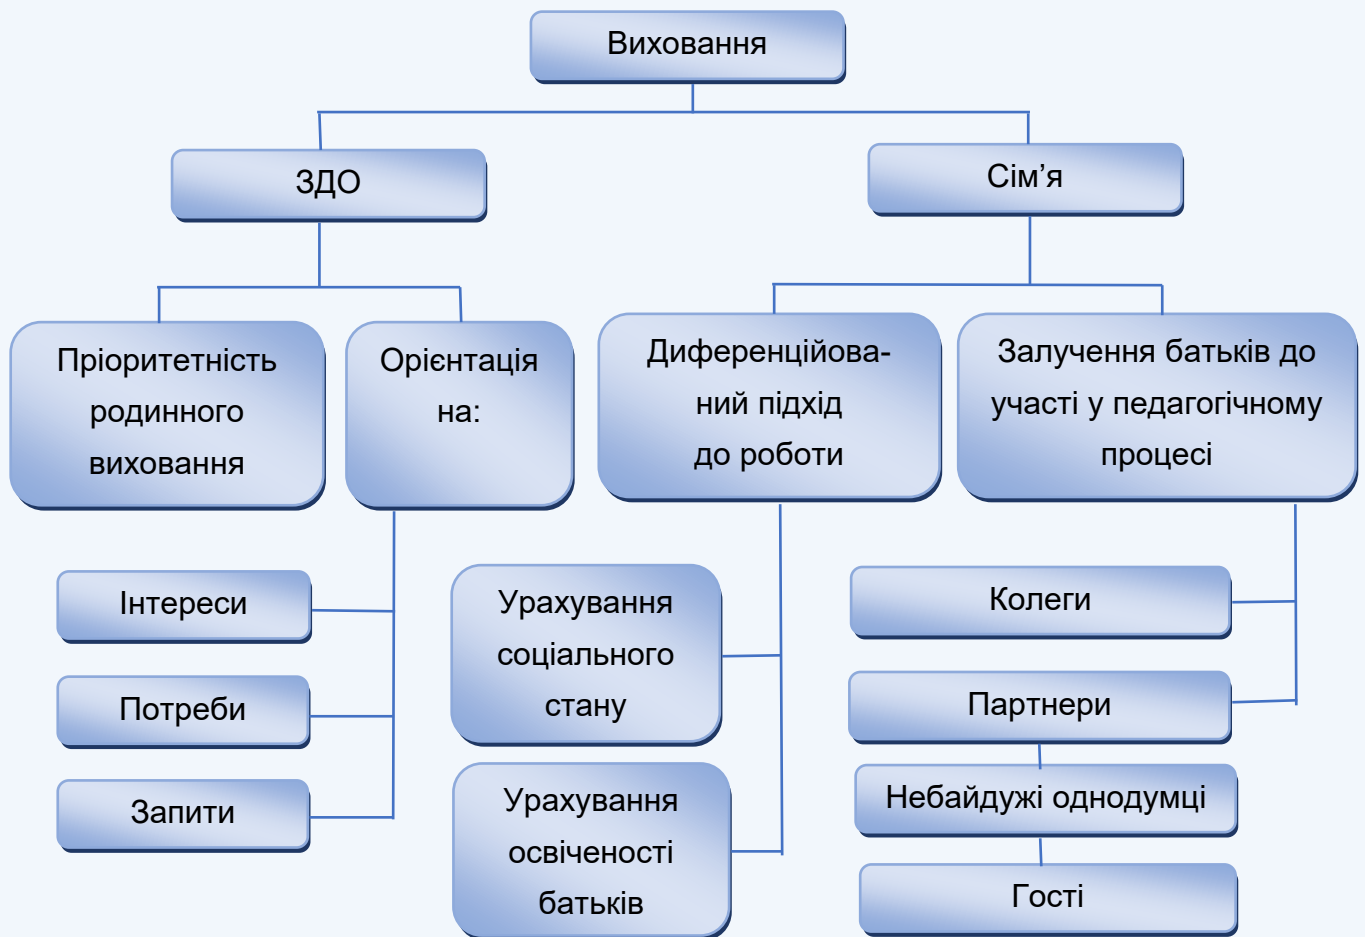 Виховання
ЗДО
Сім’я
Пріоритетність
родинного
виховання
Орієнтація
на:
Диференційова-
ний підхід
до роботи
Залучення батьків до
участі у педагогічному
процесі
Інтереси
Потреби
Запити
Урахування
соціального
стану
Урахування
освіченості
батьків
Колеги
Партнери
Небайдужі однодумці
Гості